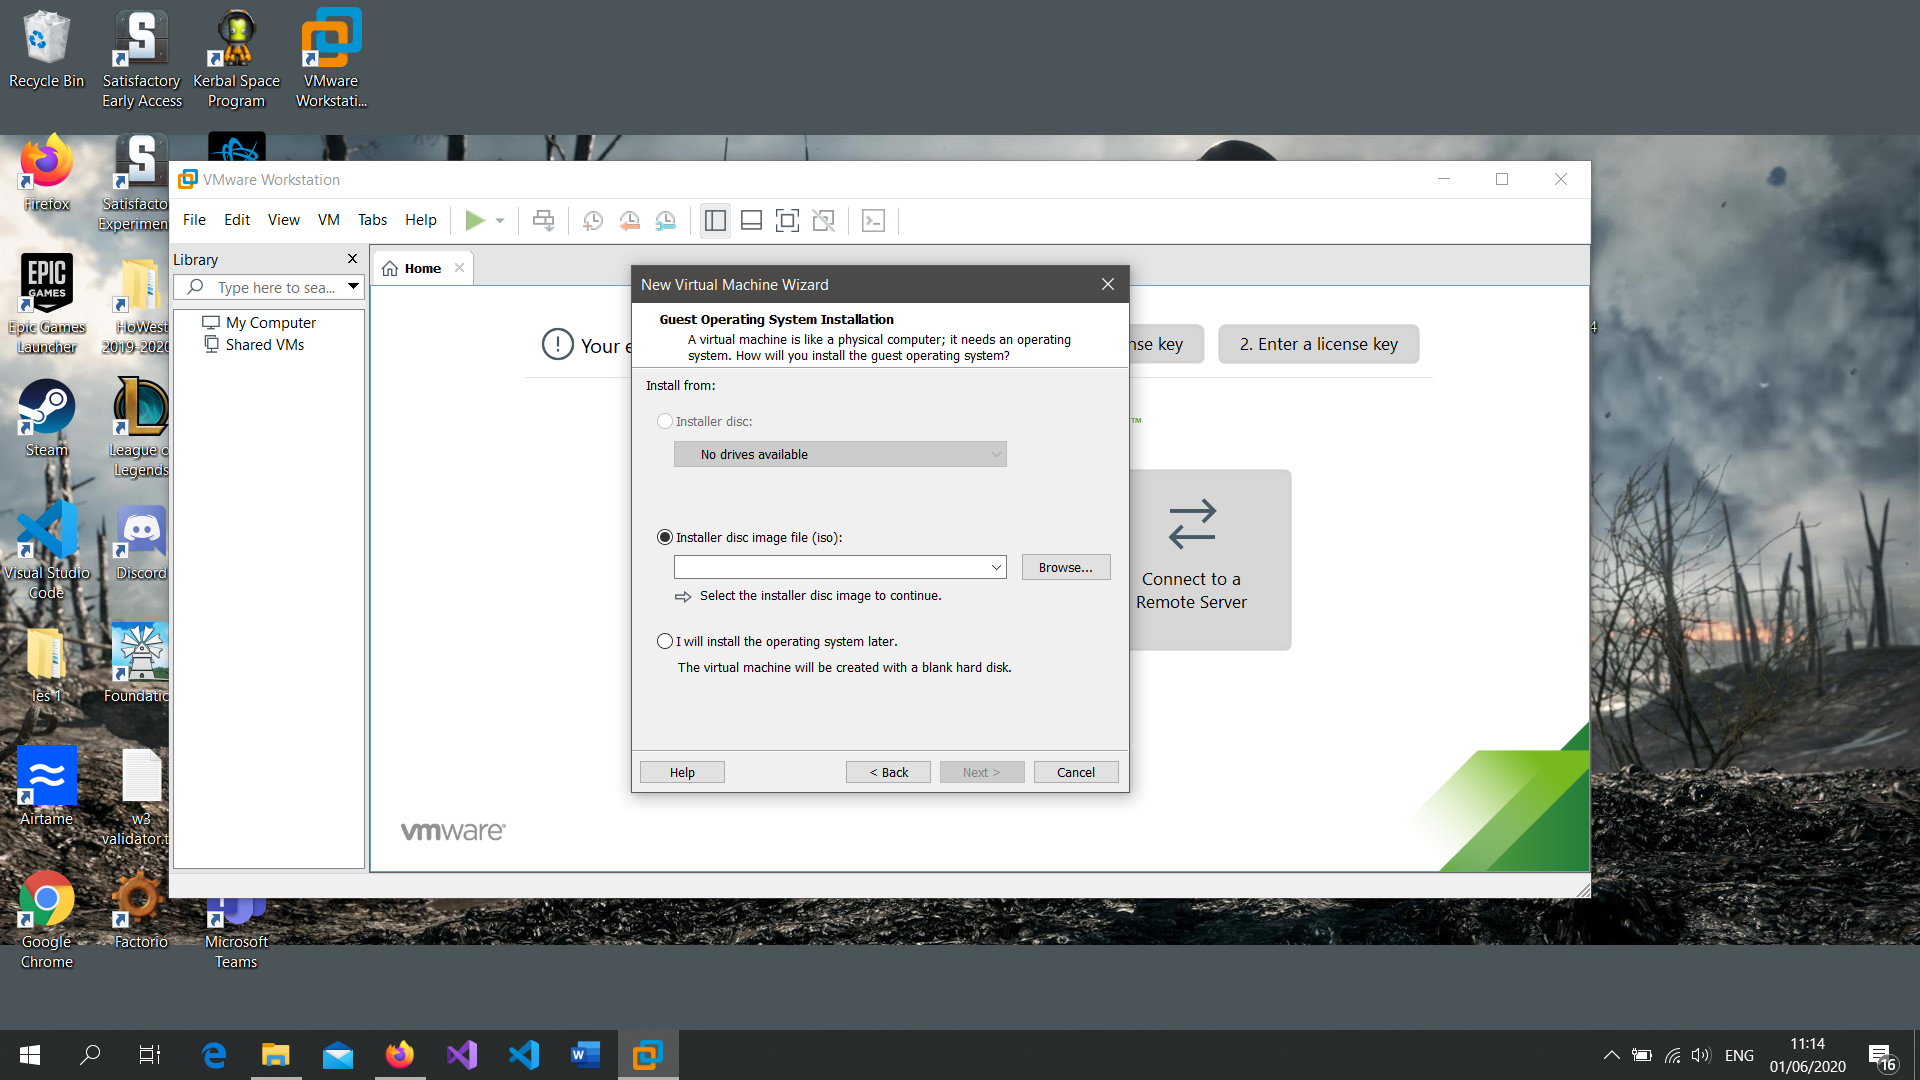 Recycle Bin
Satisfactory
Early Access
Kerbal Space
Program
VMware
Workstati...
Firefox
Satisfacto
Experimen
Epic Games
Launcher
EPIC
GAMES
HoWest
2019-2020
Steam
League o
Legends
Visual Studio
Code
Discord
les 1
Foundatio
Airtame
w3
validator.t
Google
Chrome
Factorio
Microsoft
Teams
VMware Workstation
File Edit View VM Tabs Help
Library
Type here to sea...
My Computer
Shared VMs
Home
Your e
nse key
2. Enter a license key
™
Connect to a
Remote Server
vmware
4
New Virtual Machine Wizard
Guest Operating System Installation
A virtual machine is like a physical computer; it needs an operating
system. How will you install the guest operating system?
Install from:
Installer disc:
No drives available
Installer disc image file (iso):
Browse...
Select the installer disc image to continue.
I will install the operating system later.
The virtual machine will be created with a blank hard disk.
Help
< Back
Next >
Cancel
ENG
11:14
01/06/2020
16